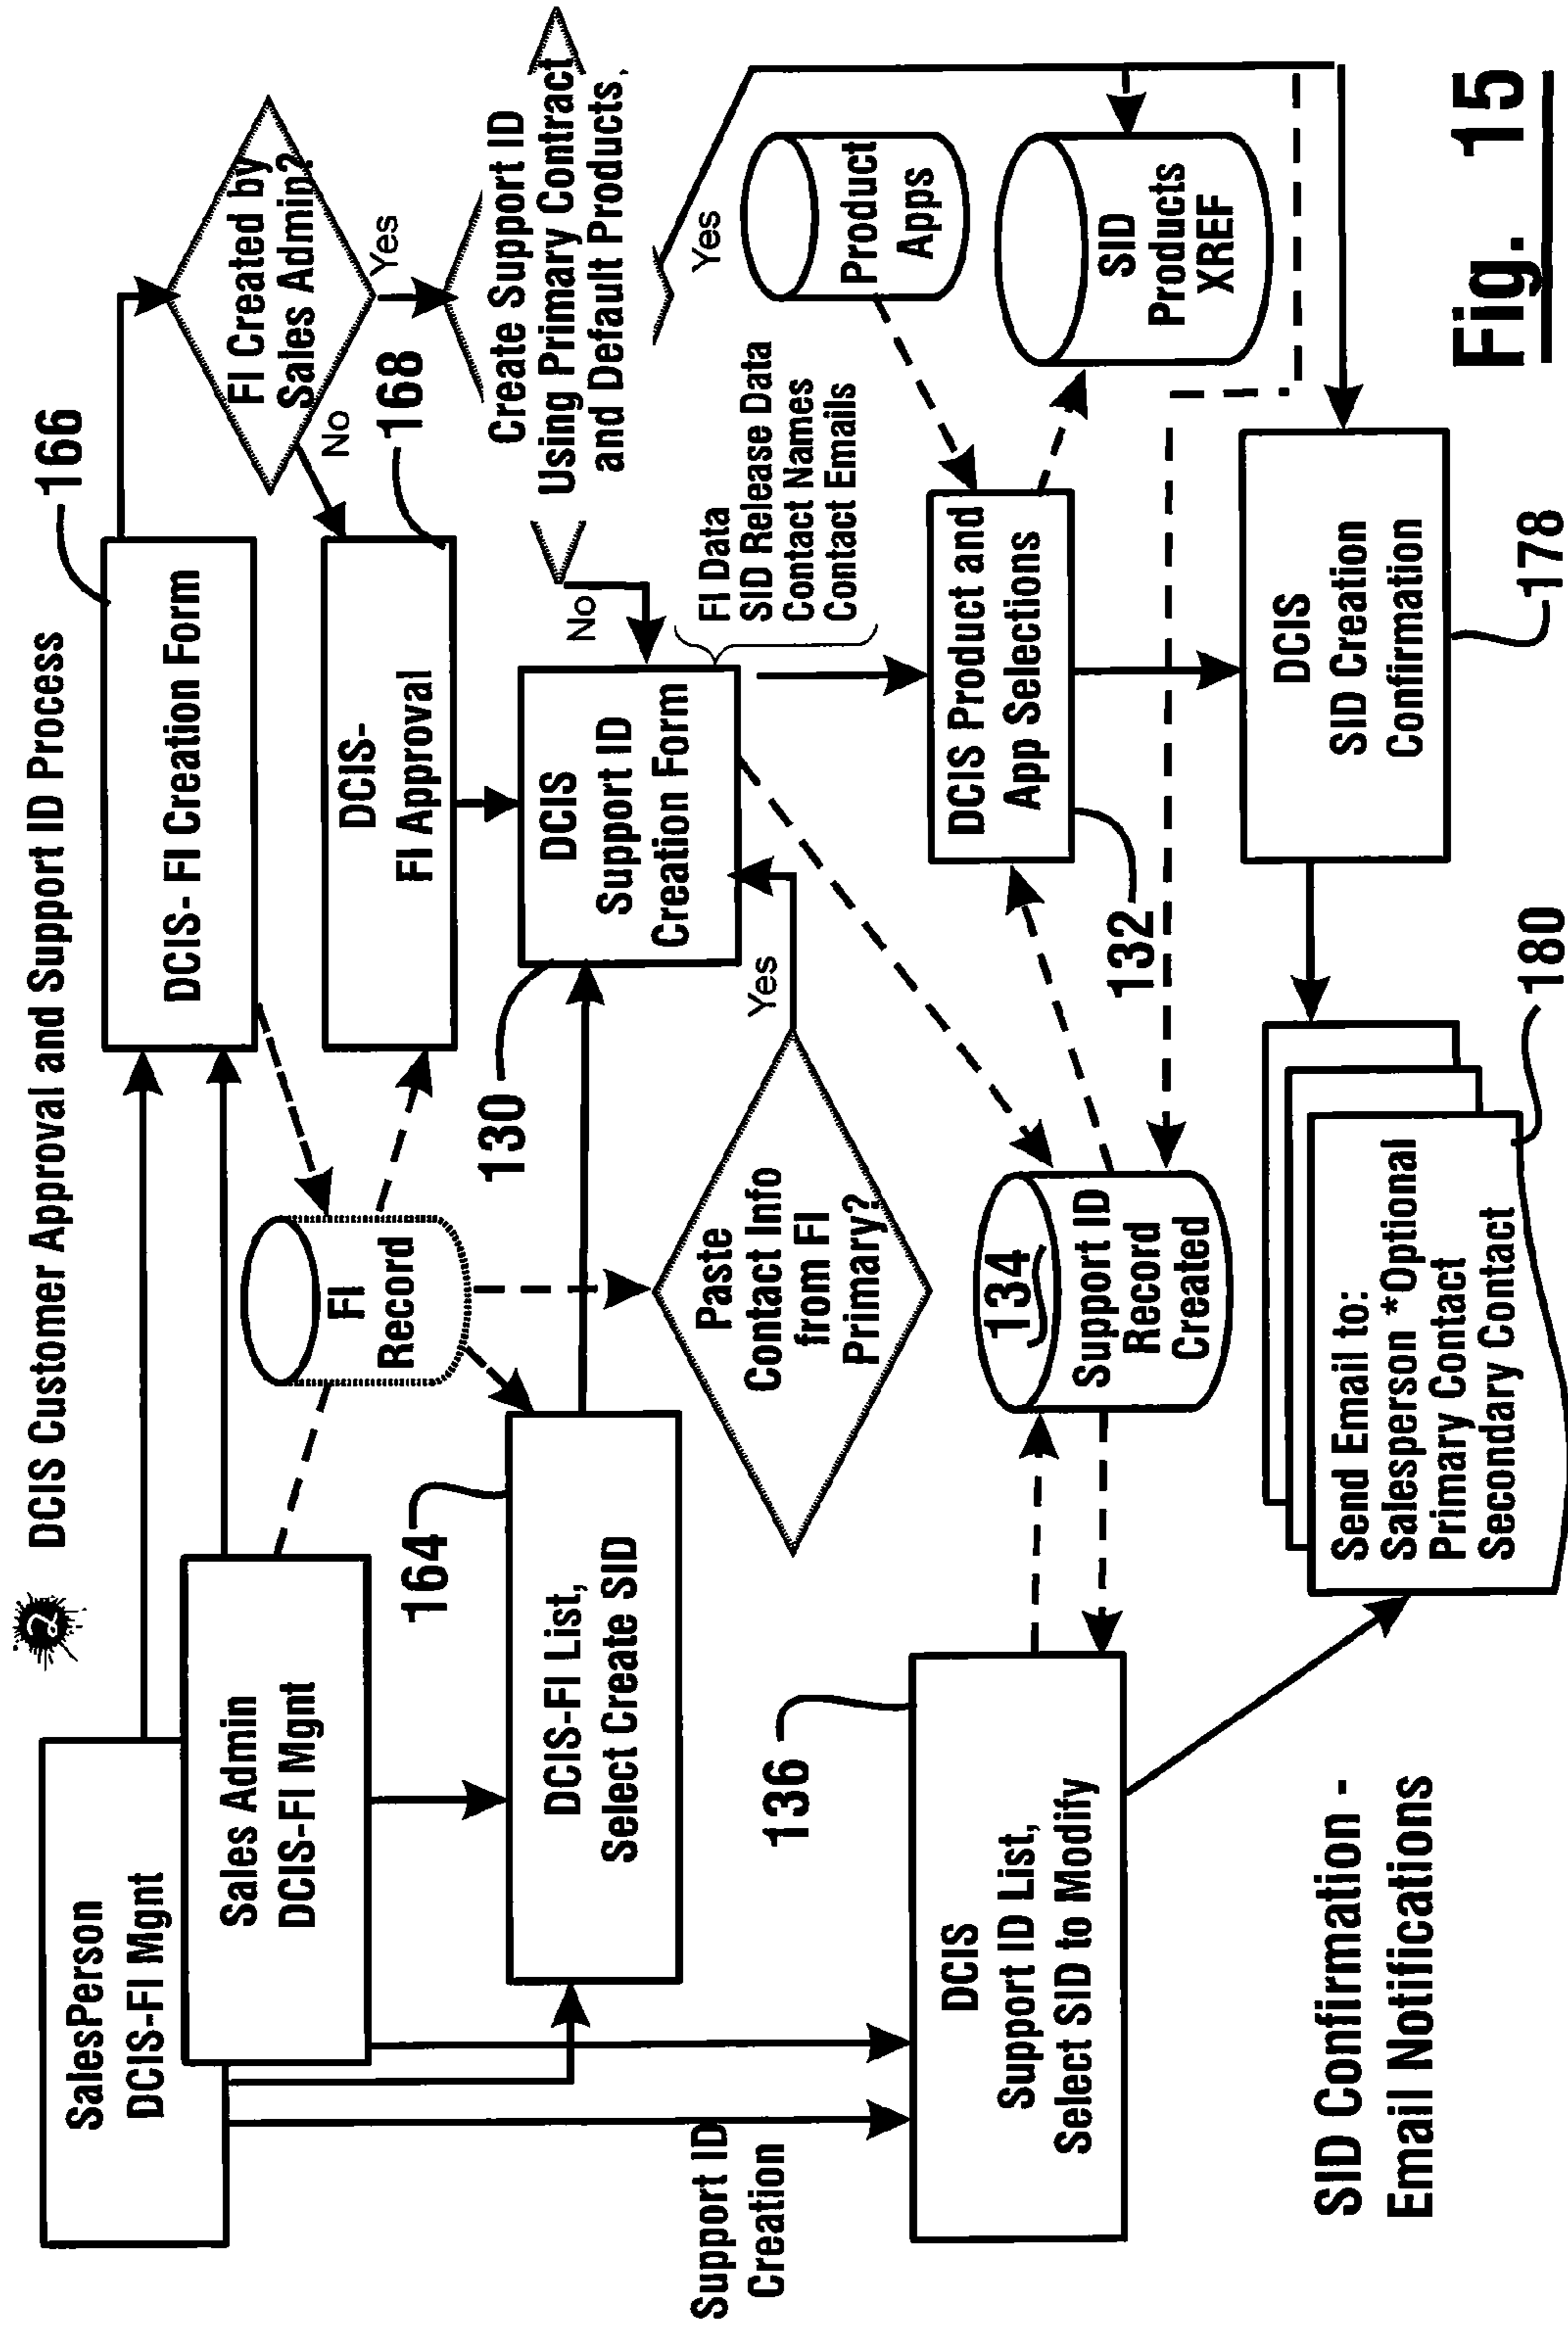 2 DCIS Customer Approval and Support ID Process
SalesPerson
DCIS-FI Mgnt
Sales Admin
DCIS-FI Mgnt
DCIS- FI Creation Form
166
FI Created by
Sales Admin?
No
Yes
FI
Record
DCIS-
FI Approval
168
Create Support ID
Using Primary Contract
and Default Products,
No
Yes
164
DCIS-FI List,
Select Create SID
130
DCIS
Support ID
Creation Form
FI Data
SID Release Data
Contact Names
Contact Emails
Paste
Contact Info
from FI
Primary?
Yes
Product
Apps
Support ID
Creation
136
DCIS
Support ID List,
Select SID to Modify
134
Support ID
Record
Created
132
DCIS Product and
App Selections
SID
Products
XREF
SID Confirmation -
Email Notifications
Send Email to:
Salesperson *Optional
Primary Contact
Secondary Contact
180
DCIS
SID Creation
Confirmation
178
Fig. 15